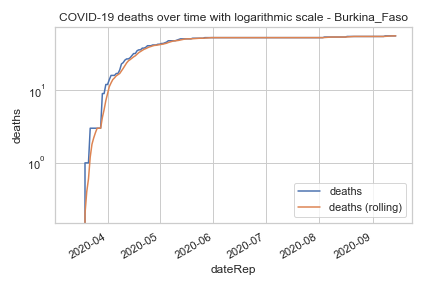 COVID-19 deaths over time with logarithmic scale - Burkina_Faso
deaths
10¹
10⁰
2020-04
2020-05
2020-06
2020-07
2020-08
2020-09
dateRep
deaths
deaths (rolling)